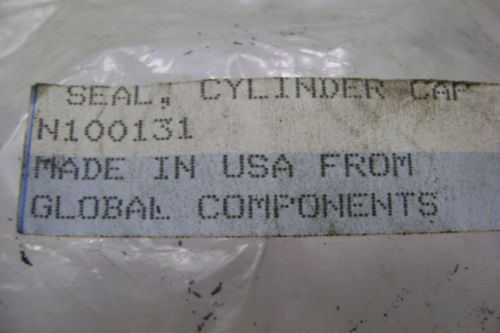 SEAL, CYLINDER CAP
N100131
MADE IN USA FROM
GLOBAL COMPONENTS